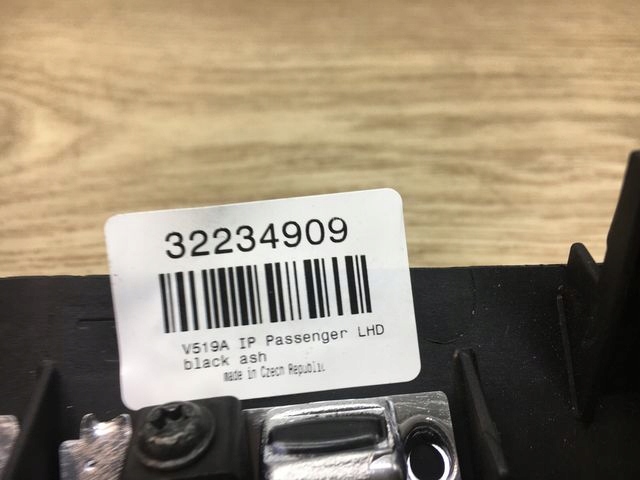 32234909
V519A IP Passenger LHD
black ash
made in Czech Republic